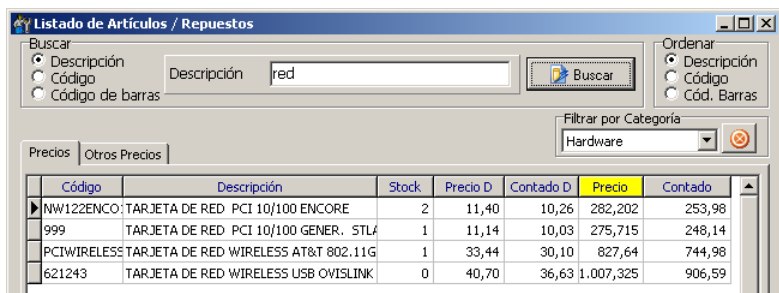 Listado de Artículos / Repuestos
Buscar
Descripción
Código
Código de barras
Descripción
red
Buscar
Ordenar
Descripción
Código
Cód. Barras
Filtrar por Categoría
Hardware
Precios
Otros Precios
Código Descripción Stock Precio D Contado D Precio Contado
NW122ENCO TARJETA DE RED PCI 10/100 ENCORE 2 11,40 10,26 282,202 253,98
999 TARJETA DE RED PCI 10/100 GENER. STLA 1 11,14 10,03 275,715 248,14
PCIWIRELESS TARJETA DE RED WIRELESS AT&T 802.11G 1 33,44 30,10 827,64 744,98
621243 TARJETA DE RED WIRELESS USB OVISLINK 0 40,70 36,63 1.007,325 906,59